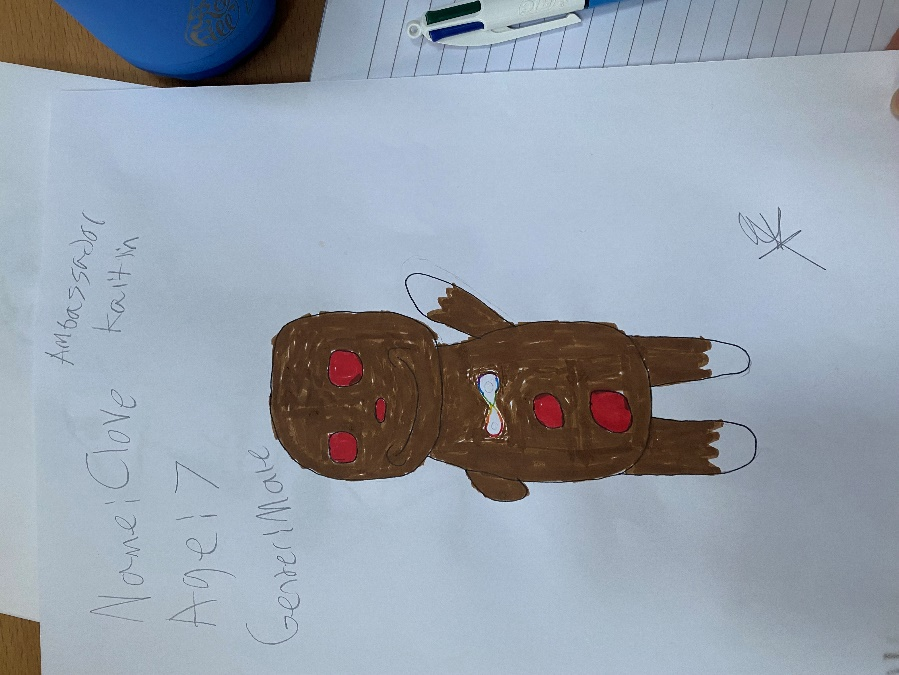 Ambassador
Kaitlin
Name: Clove
Age: 7
Gender: Male